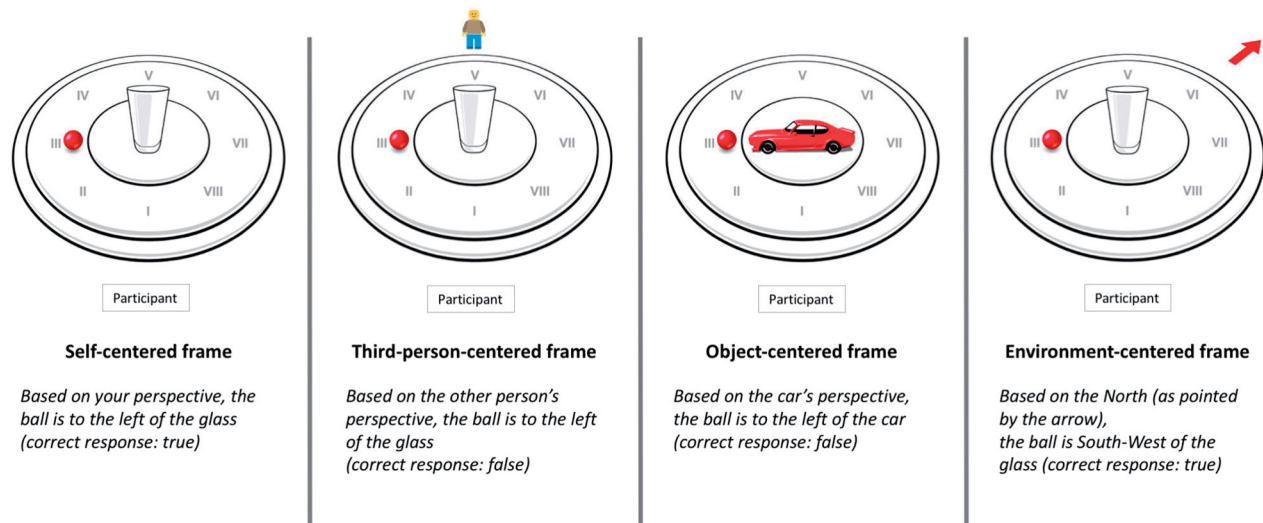 V
IV
VI
III
VII
II
VIII
I
Participant
Self-centered frame
Based on your perspective, the
ball is to the left of the glass
(correct response: true)
V
IV
VI
III
VII
II
VIII
I
Participant
Third-person-centered frame
Based on the other person’s
perspective, the ball is to the left
of the glass
(correct response: false)
V
IV
VI
III
VII
II
VIII
I
Participant
Object-centered frame
Based on the car’s perspective,
the ball is to the left of the car
(correct response: false)
V
IV
VI
III
VII
II
VIII
I
Participant
Environment-centered frame
Based on the North (as pointed
by the arrow),
the ball is South-West of the
glass (correct response: true)